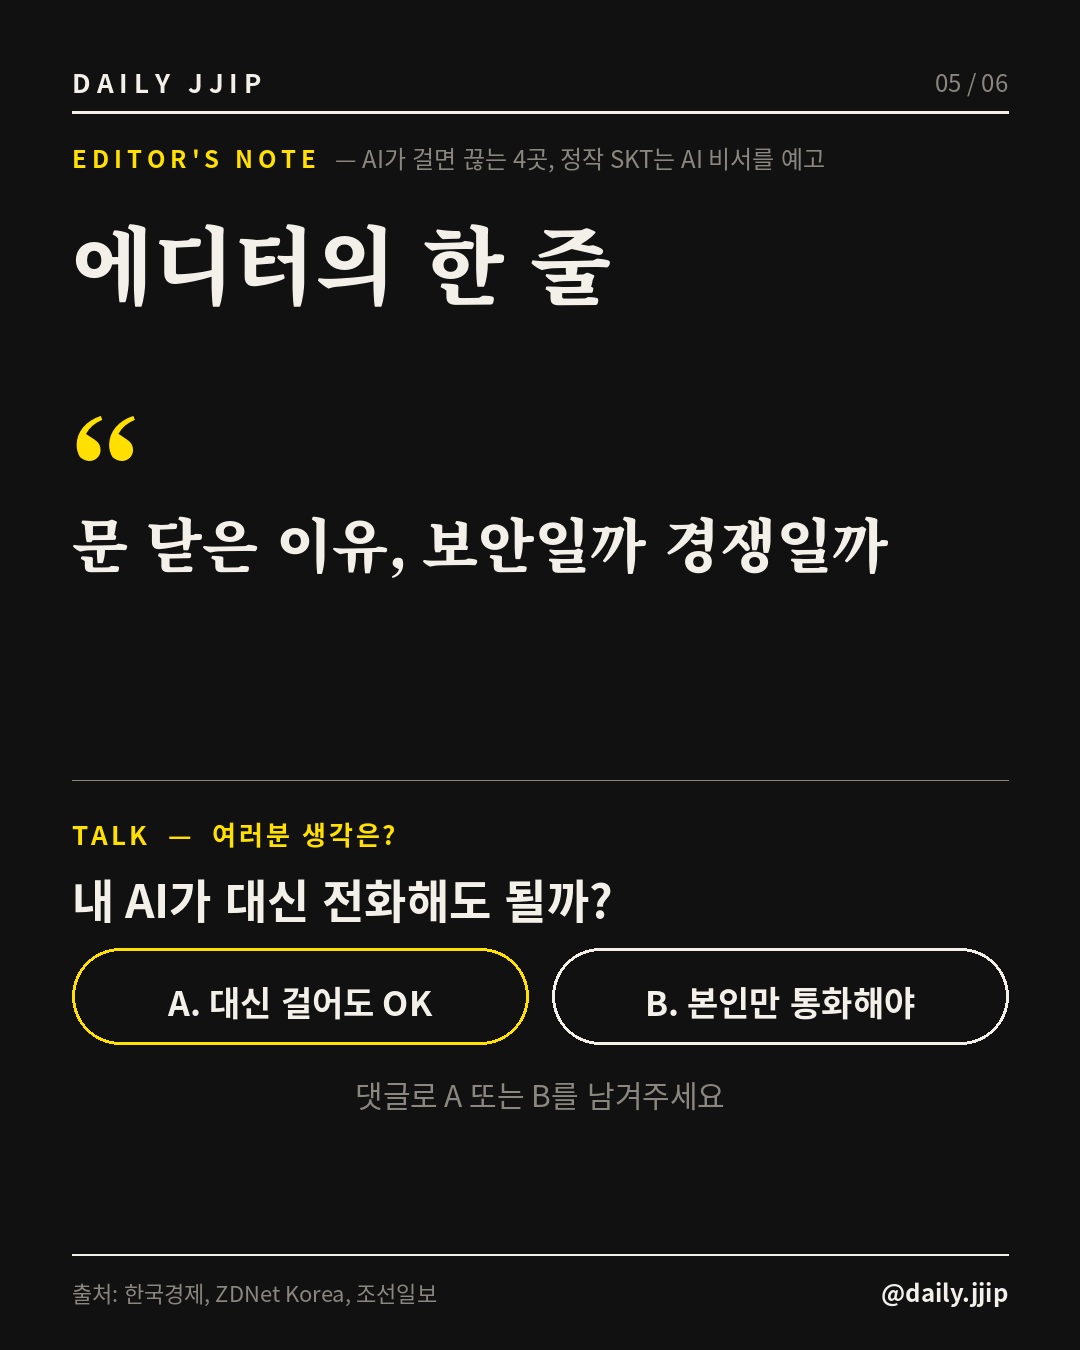 DAILY JJIP
05 / 06
EDITOR'S NOTE — AI가 걸면 끊는 4곳, 정작 SKT는 AI 비서를 예고
에디터의 한 줄
“
문 닫은 이유, 보안일까 경쟁일까
TALK — 여러분 생각은?
내 AI가 대신 전화해도 될까?
A. 대신 걸어도 OK
B. 본인만 통화해야
댓글로 A 또는 B를 남겨주세요
출처: 한국경제, ZDNet Korea, 조선일보
@daily.jjip